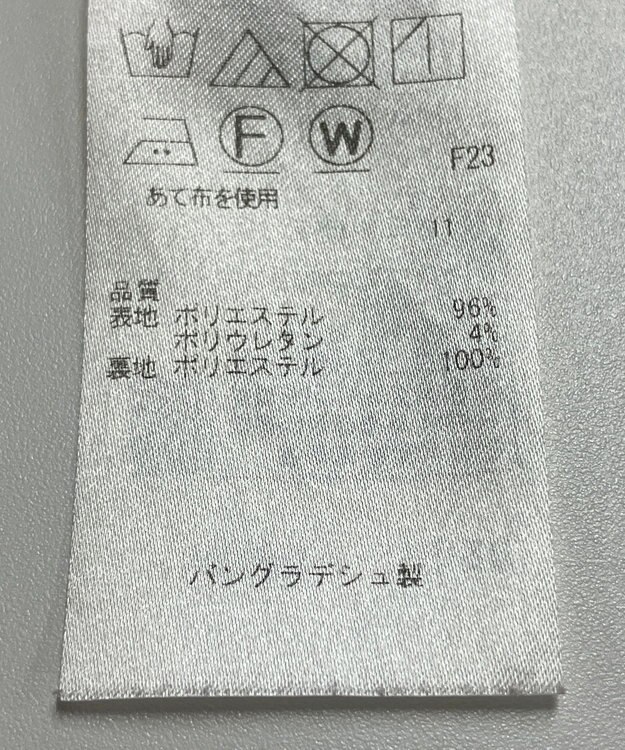 F W F23
あて布を使用
11
品質
表地 ポリエステル 96%
ポリウレタン 4%
裏地 ポリエステル 100%
バングラデシュ製